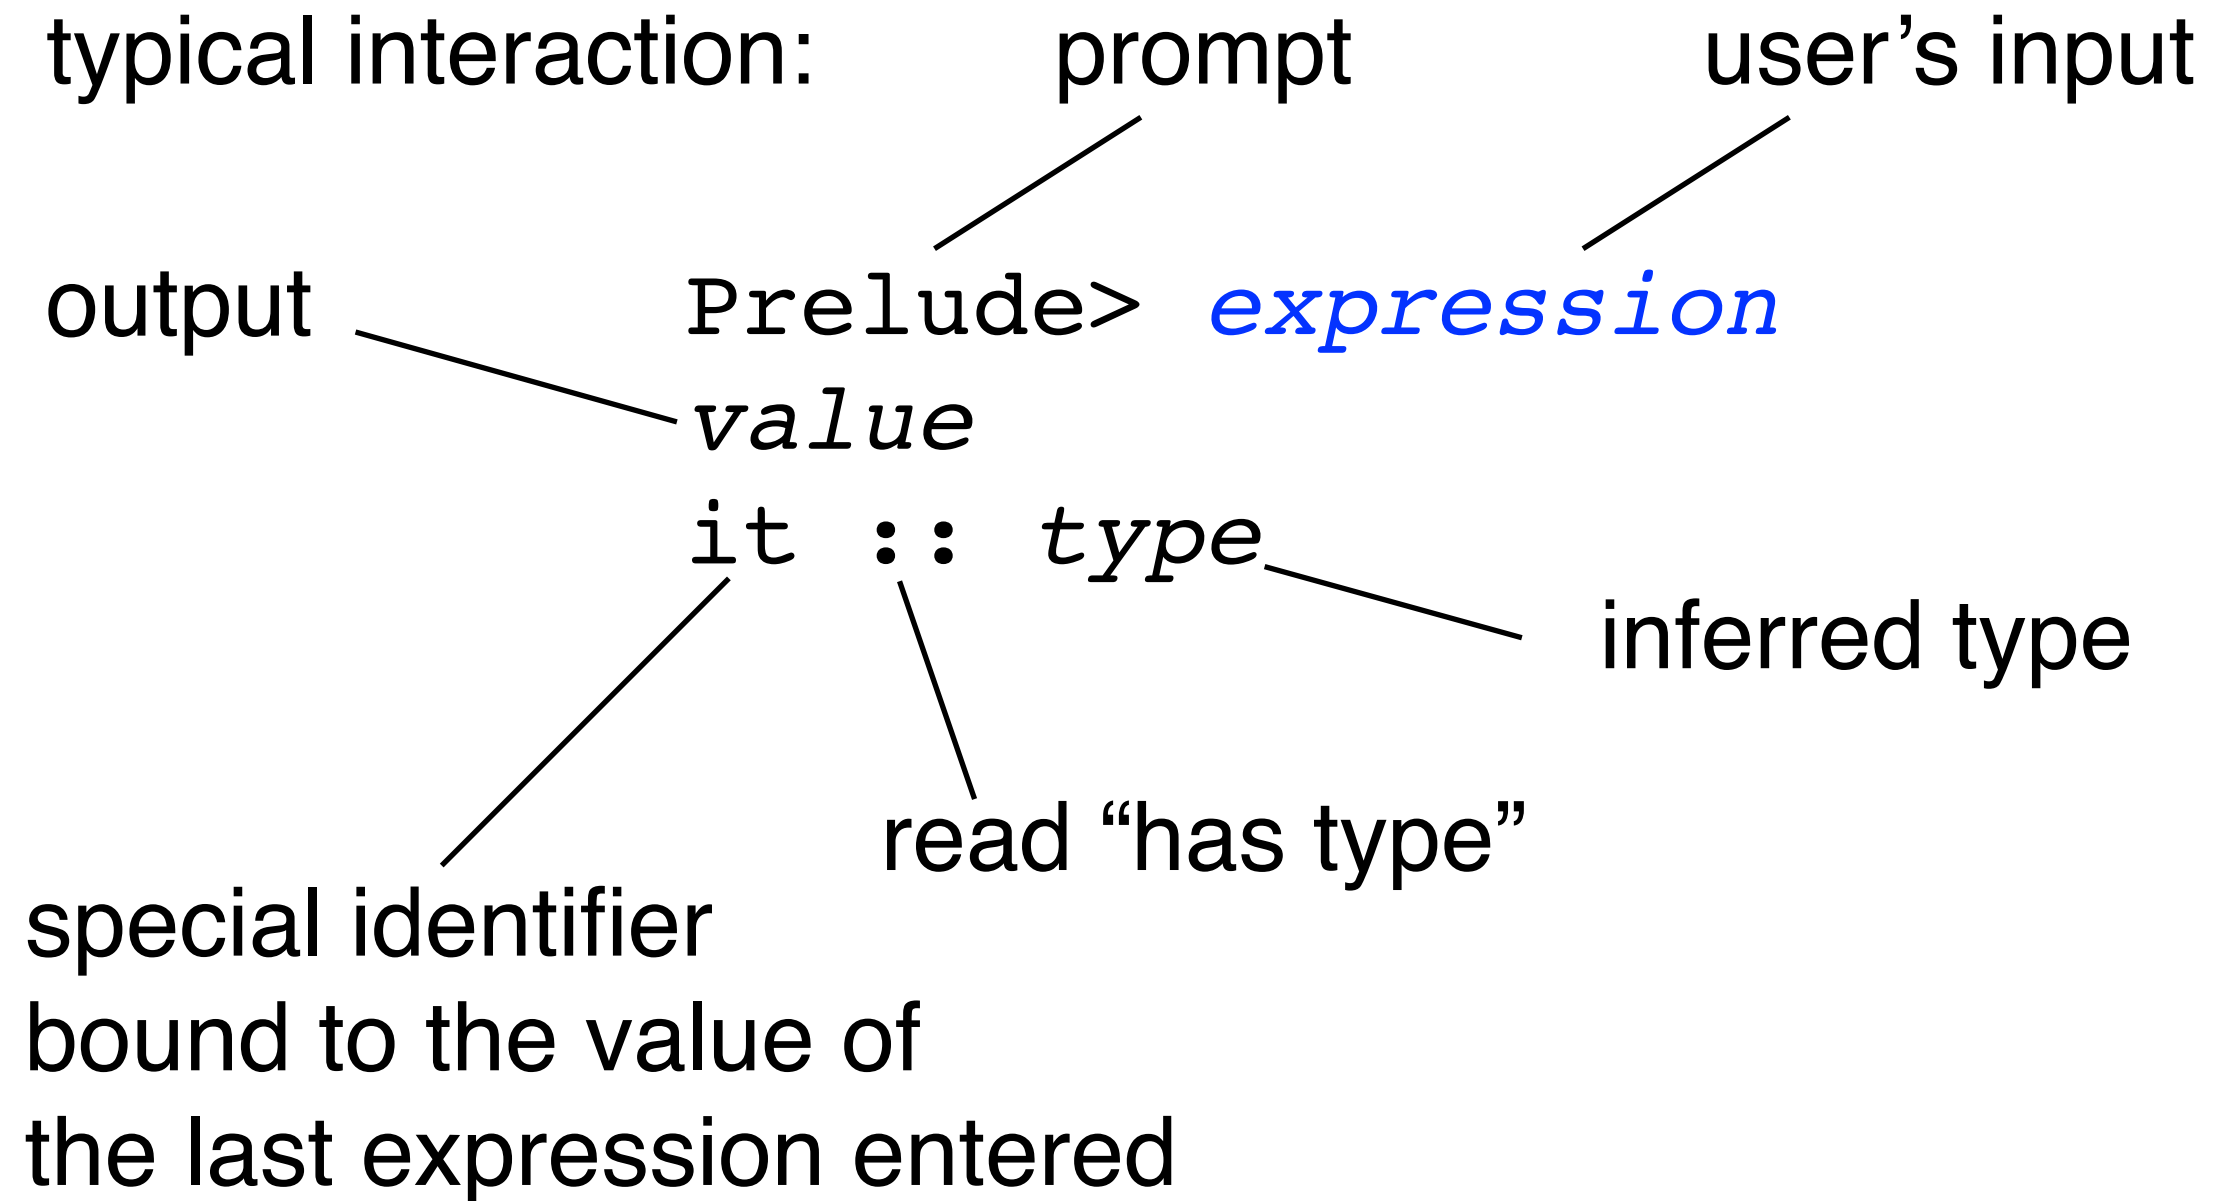 typical interaction: prompt user’s input
output Prelude> expression
value
it :: type
inferred type
read “has type”
special identifier
bound to the value of
the last expression entered